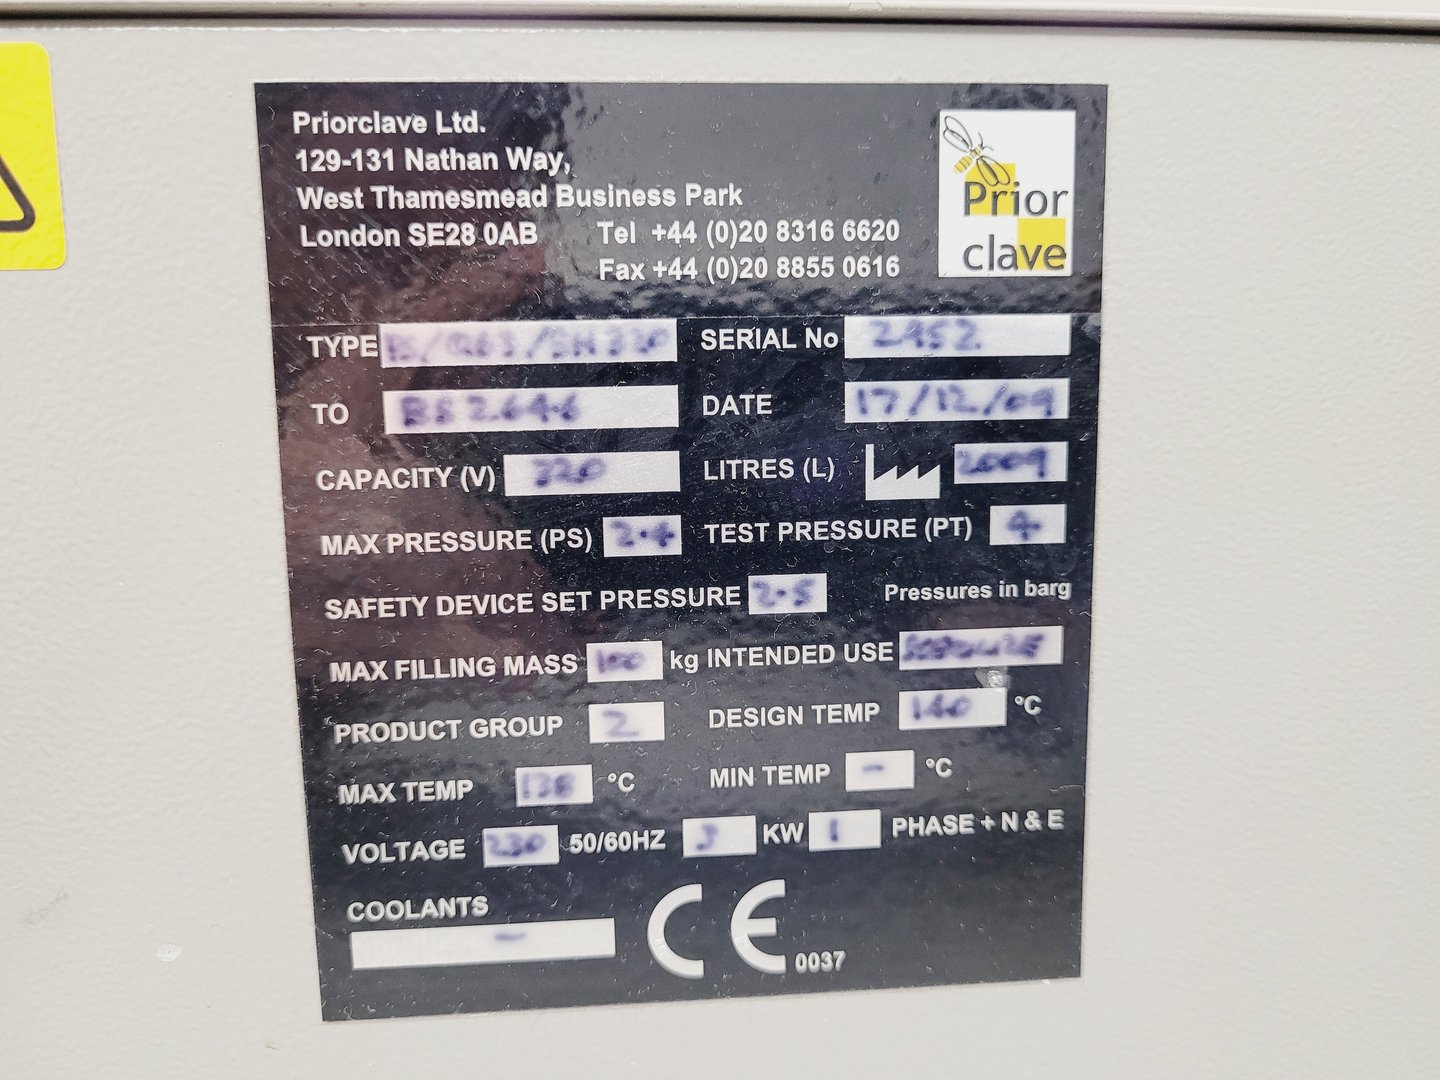 Priorclave Ltd.
129-131 Nathan Way,
West Thamesmead Business Park
London SE28 0AB Tel +44 (0)20 8316 6620
Fax +44 (0)20 8855 0616
Prior
clave
TYPE SERIAL No 2952
TO BS2646 DATE 17/12/09
CAPACITY (V) 320 LITRES (L) 2009
MAX PRESSURE (PS) 2.4 TEST PRESSURE (PT)
SAFETY DEVICE SET PRESSURE 2.5 Pressures in barg
MAX FILLING MASS 100 kg INTENDED USE
PRODUCT GROUP 2 DESIGN TEMP 140 °C
MAX TEMP 138 °C MIN TEMP - °C
VOLTAGE 230 50/60HZ 3 KW 1 PHASE + N & E
COOLANTS
-
CE 0037